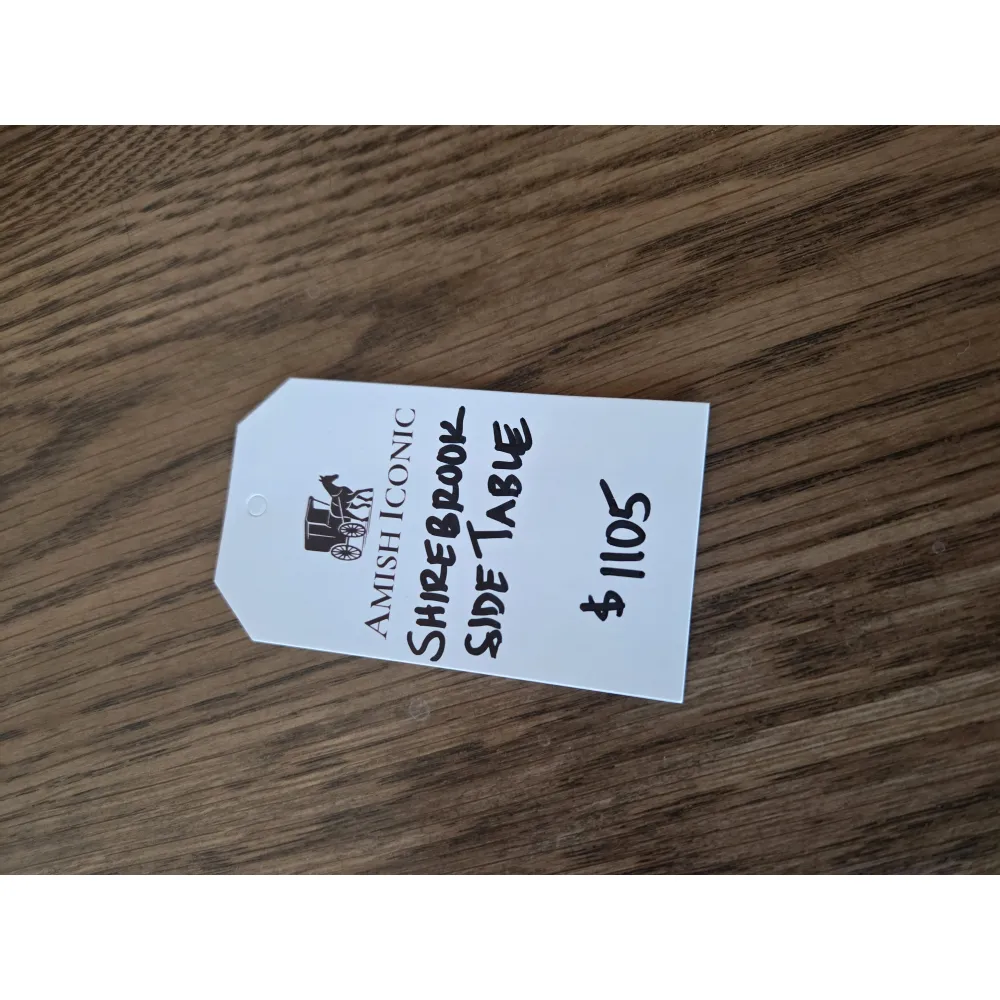 AMISH ICONIC
SHIREBROOK
SIDE TABLE
$1105